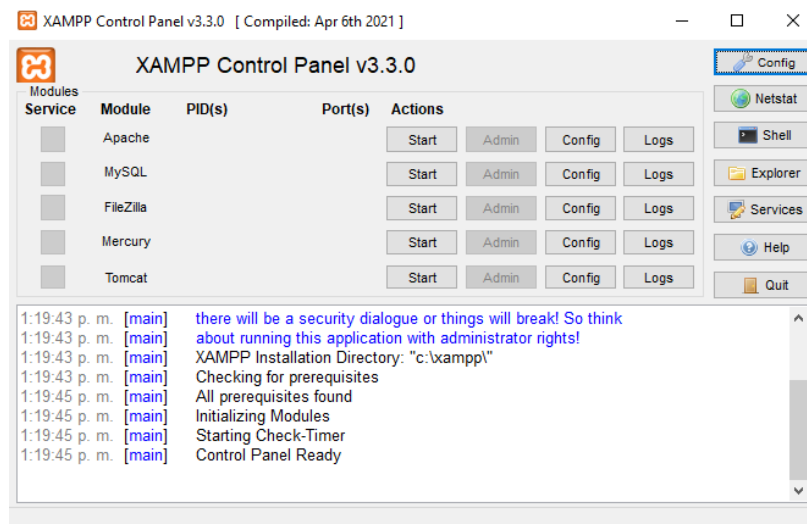 XAMPP Control Panel v3.3.0 [ Compiled: Apr 6th 2021 ]
XAMPP Control Panel v3.3.0
Config
Modules
Service Module PID(s) Port(s) Actions
Netstat
Apache Start Admin Config Logs
Shell
MySQL Start Admin Config Logs
Explorer
FileZilla Start Admin Config Logs
Services
Mercury Start Admin Config Logs
Help
Tomcat Start Admin Config Logs
Quit
1:19:43 p. m. [main] there will be a security dialogue or things will break! So think
1:19:43 p. m. [main] about running this application with administrator rights!
1:19:43 p. m. [main] XAMPP Installation Directory: "c:\xampp\"
1:19:43 p. m. [main] Checking for prerequisites
1:19:45 p. m. [main] All prerequisites found
1:19:45 p. m. [main] Initializing Modules
1:19:45 p. m. [main] Starting Check-Timer
1:19:45 p. m. [main] Control Panel Ready